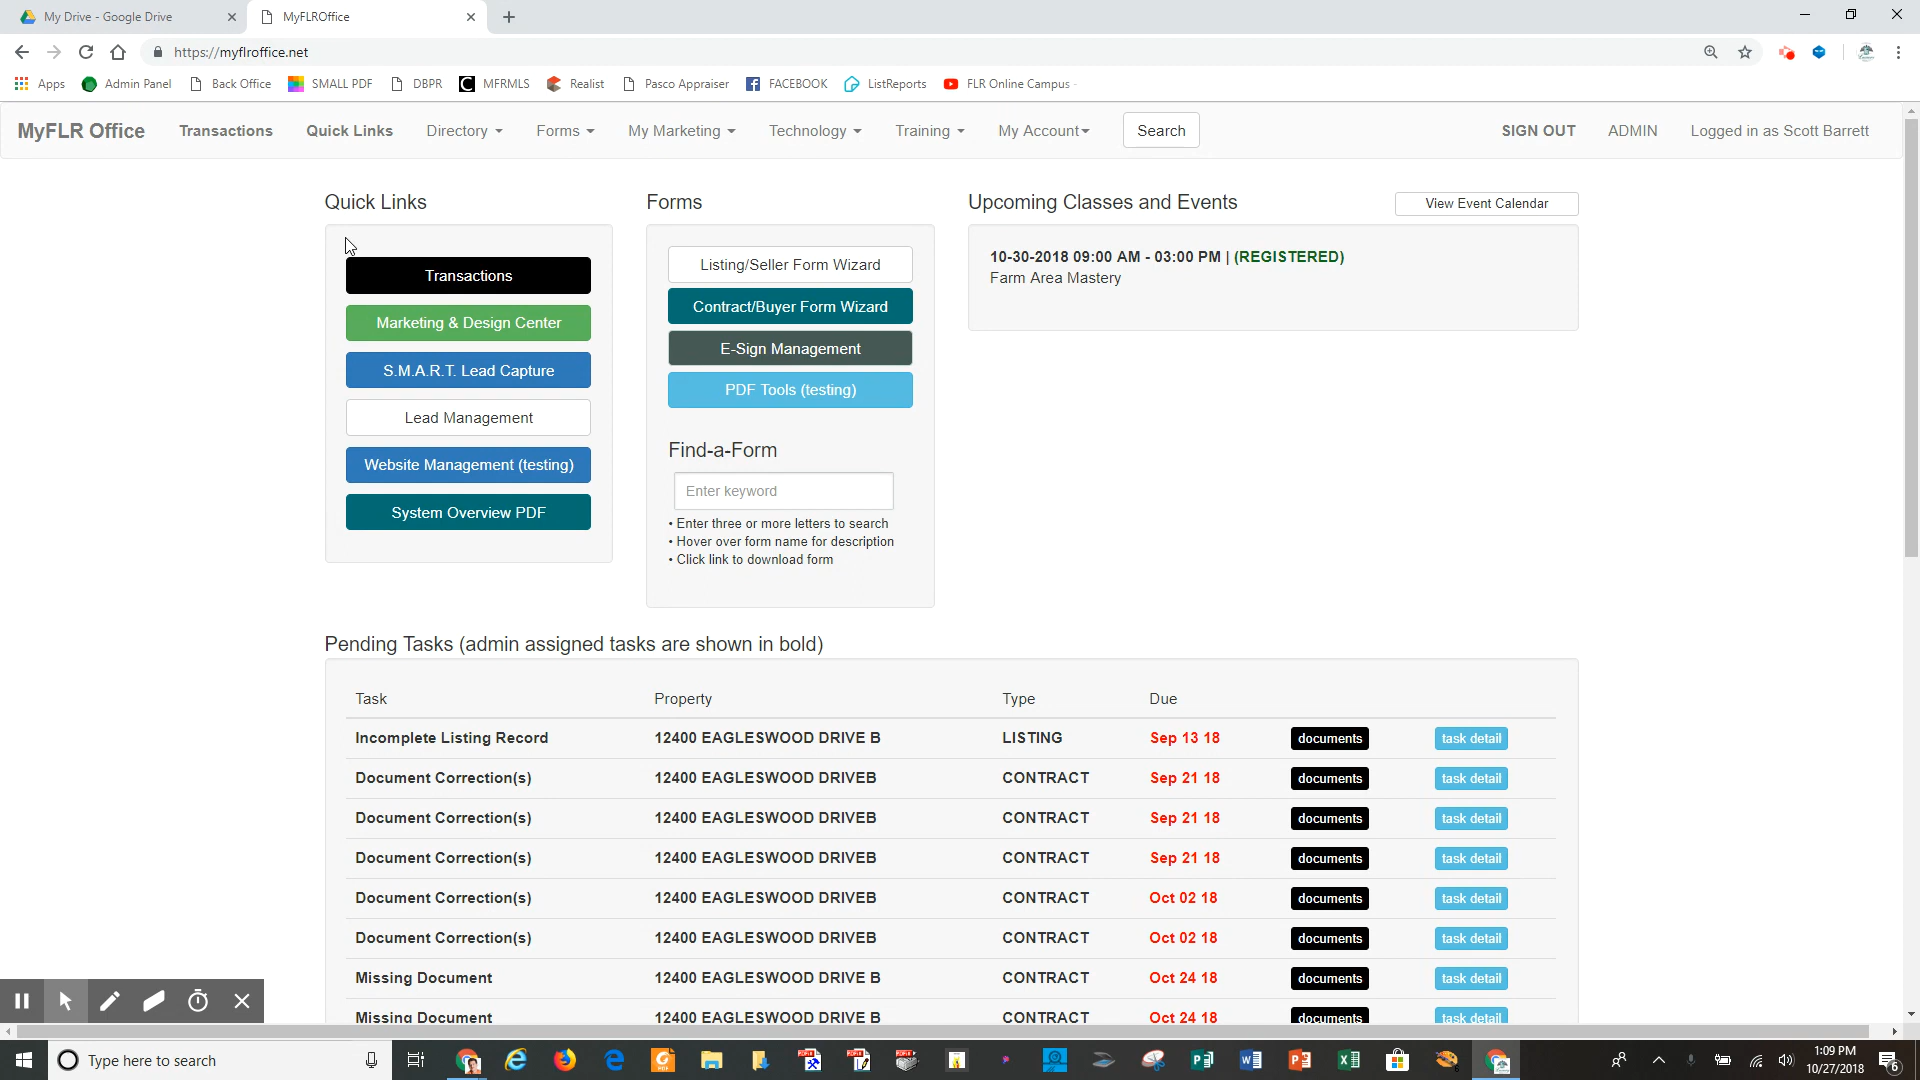 My Drive - Google Drive
MyFLROffice
https://myflroffice.net
Apps Admin Panel Back Office SMALL PDF DBPR MFRMLS Realist Pasco Appraiser FACEBOOK ListReports FLR Online Campus -
MyFLR Office Transactions Quick Links Directory Forms My Marketing Technology Training My Account Search SIGN OUT ADMIN Logged in as Scott Barrett
Quick Links
Transactions
Marketing & Design Center
S.M.A.R.T. Lead Capture
Lead Management
Website Management (testing)
System Overview PDF
Forms
Listing/Seller Form Wizard
Contract/Buyer Form Wizard
E-Sign Management
PDF Tools (testing)
Find-a-Form
Enter keyword
• Enter three or more letters to search
• Hover over form name for description
• Click link to download form
Upcoming Classes and Events
View Event Calendar
10-30-2018 09:00 AM - 03:00 PM | (REGISTERED)
Farm Area Mastery
Pending Tasks (admin assigned tasks are shown in bold)
Task Property Type Due
Incomplete Listing Record 12400 EAGLESWOOD DRIVE B LISTING Sep 13 18 documents task detail
Document Correction(s) 12400 EAGLESWOOD DRIVEB CONTRACT Sep 21 18 documents task detail
Document Correction(s) 12400 EAGLESWOOD DRIVEB CONTRACT Sep 21 18 documents task detail
Document Correction(s) 12400 EAGLESWOOD DRIVEB CONTRACT Sep 21 18 documents task detail
Document Correction(s) 12400 EAGLESWOOD DRIVEB CONTRACT Oct 02 18 documents task detail
Document Correction(s) 12400 EAGLESWOOD DRIVEB CONTRACT Oct 02 18 documents task detail
Missing Document 12400 EAGLESWOOD DRIVE B CONTRACT Oct 24 18 documents task detail
Missing Document 12400 EAGLESWOOD DRIVE B CONTRACT Oct 24 18 documents task detail
Type here to search
1:09 PM
10/27/2018
6